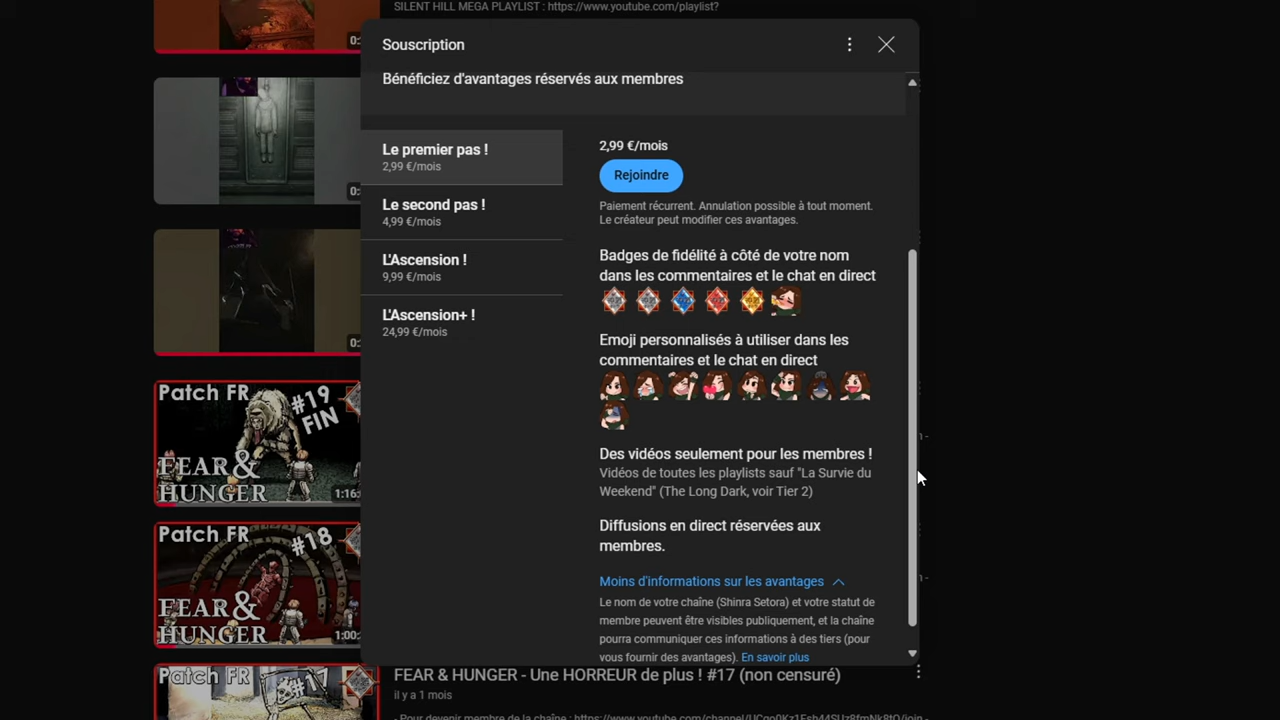 SILENT HILL MEGA PLAYLIST : https://www.youtube.com/playlist?
Souscription
Bénéficiez d'avantages réservés aux membres
Le premier pas !
2,99 €/mois
Le second pas !
4,99 €/mois
L'Ascension !
9,99 €/mois
L'Ascension+ !
24,99 €/mois
2,99 €/mois
Rejoindre
Paiement récurrent. Annulation possible à tout moment.
Le créateur peut modifier ces avantages.
Badges de fidélité à côté de votre nom
dans les commentaires et le chat en direct
Emoji personnalisés à utiliser dans les
commentaires et le chat en direct
Des vidéos seulement pour les membres !
Vidéos de toutes les playlists sauf "La Survie du
Weekend" (The Long Dark, voir Tier 2)
Diffusions en direct réservées aux
membres.
Moins d'informations sur les avantages
Le nom de votre chaîne (Shinra Setora) et votre statut de
membre peuvent être visibles publiquement, et la chaîne
pourra communiquer ces informations à des tiers (pour
vous fournir des avantages). En savoir plus
Patch FR
#19
FIN
FEAR &
HUNGER
1:16:
Patch FR
#18
FEAR &
HUNGER
1:00:
Patch FR
#17
FEAR & HUNGER - Une HORREUR de plus ! #17 (non censuré)
il y a 1 mois